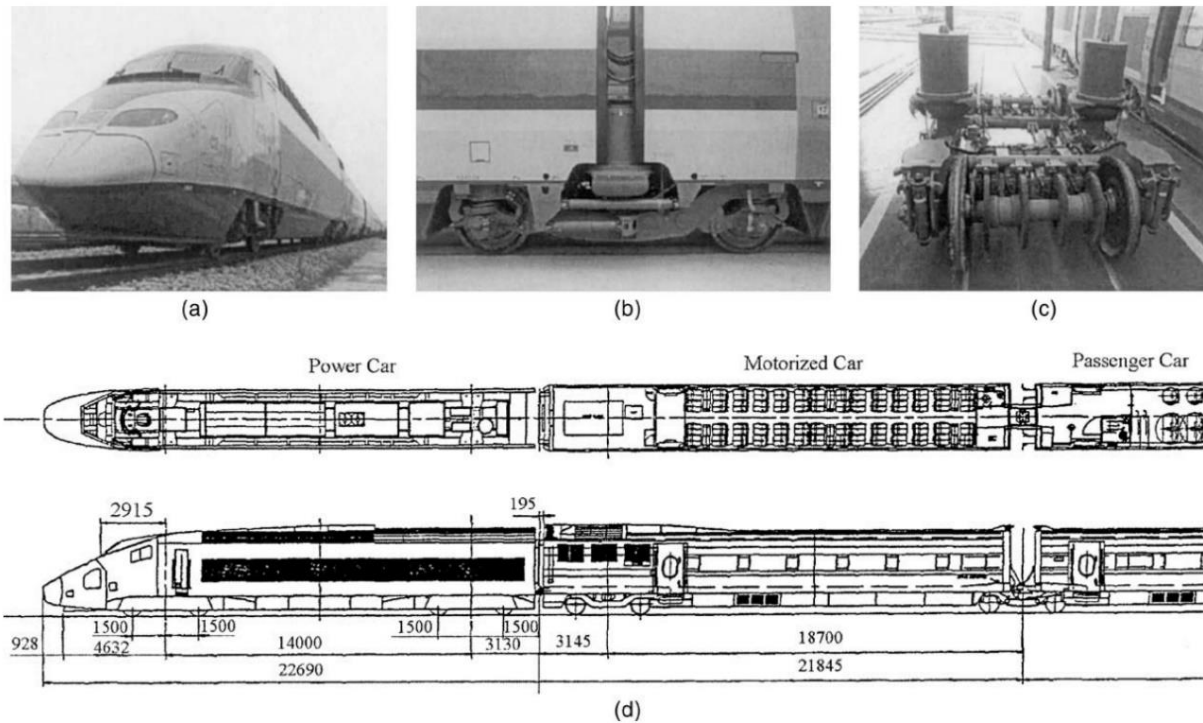 (a)
(b)
(c)
Power Car
Motorized Car
Passenger Car
2915
195
1500
1500
1500
1500
928
4632
14000
3130
3145
18700
22690
21845
(d)